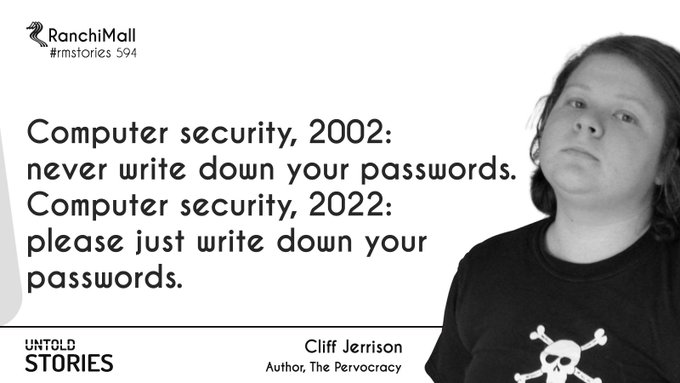 RanchiMall
#rmstories 594
Computer security, 2002:
never write down your passwords.
Computer security, 2022:
please just write down your
passwords.
UNTOLD
STORIES
Cliff Jerrison
Author, The Pervocracy